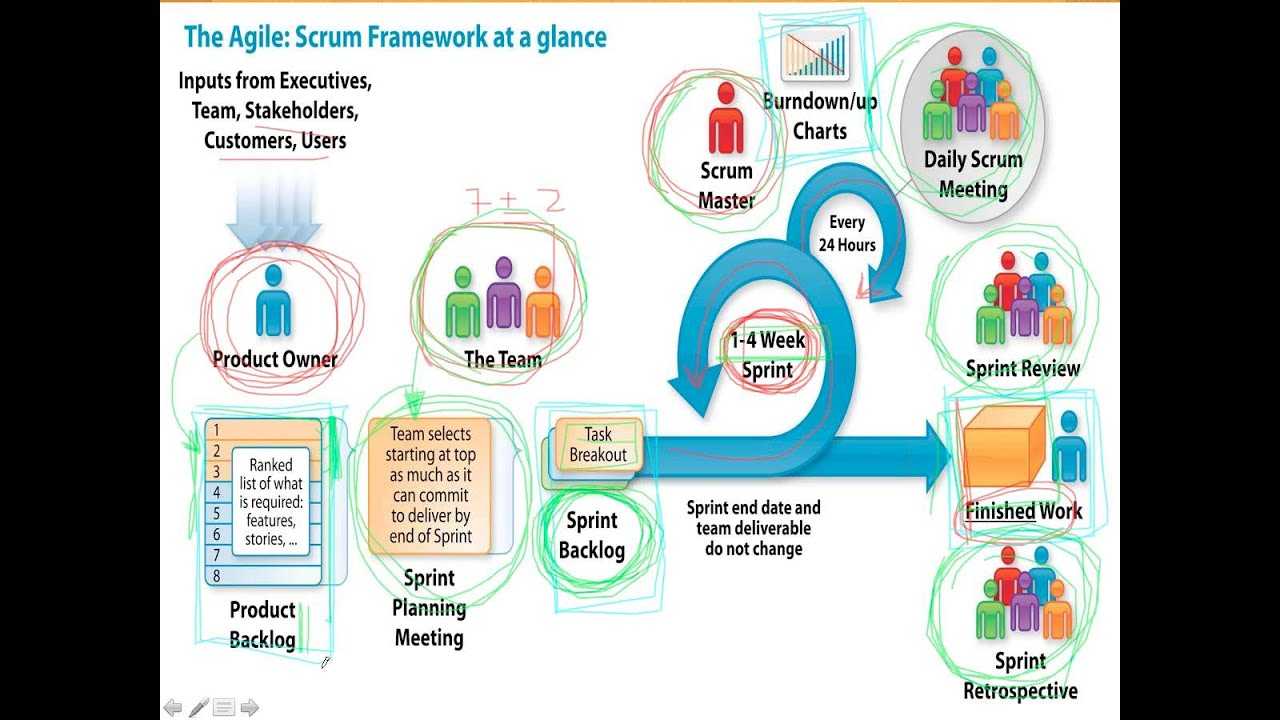 The Agile: Scrum Framework at a glance
Inputs from Executives,
Team, Stakeholders,
Customers, Users
Product Owner
7 ± 2
The Team
Scrum
Master
Burndown/up
Charts
Daily Scrum
Meeting
Every
24 Hours
1-4 Week
Sprint
Sprint Review
1
2
3
4
5
6
7
8
Ranked
list of what
is required:
features,
stories, ...
Product
Backlog
Team selects
starting at top
as much as it
can commit
to deliver by
end of Sprint
Sprint
Planning
Meeting
Task
Breakout
Sprint
Backlog
Sprint end date and
team deliverable
do not change
Finished Work
Sprint
Retrospective